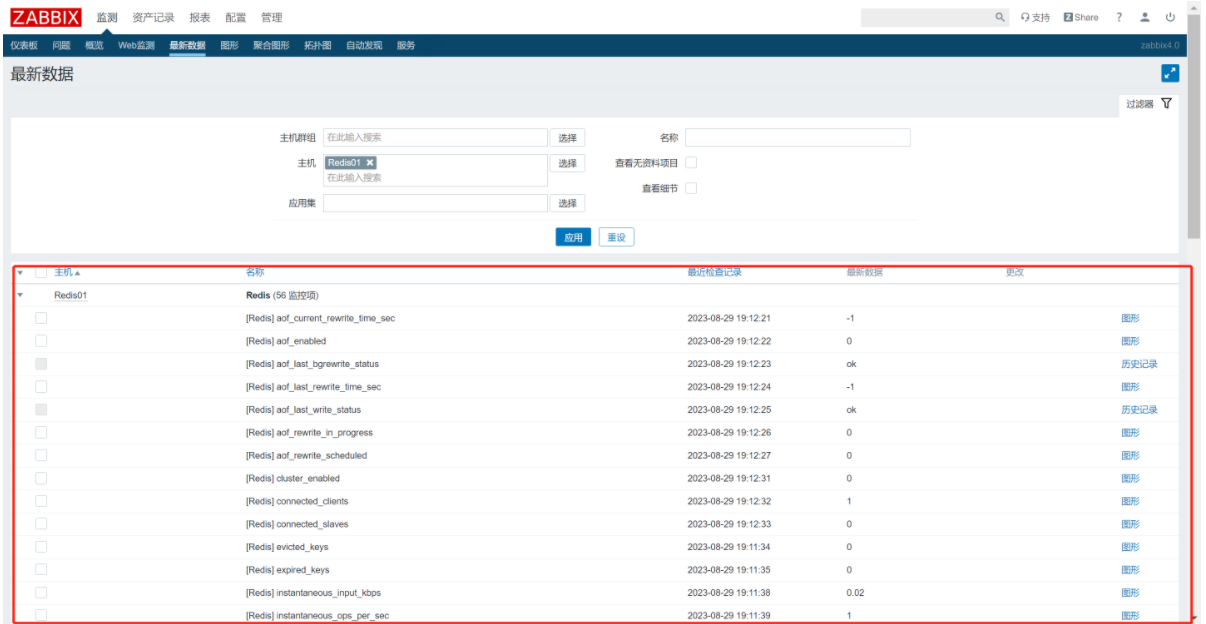 ZABBIX 监测 资产记录 报表 配置 管理 支持 Z Share ?
仪表板 问题 概览 Web监测 最新数据 图形 聚合图形 拓扑图 自动发现 服务 zabbix4.0
最新数据
过滤器
主机群组 在此输入搜索 选择 名称
主机 Redis01 × 选择 查看无资料项目
在此输入搜索
查看细节
应用集 选择
应用 重设
主机 名称 最近检查记录 最新数据 更改
Redis01 Redis (56 监控项)
[Redis] aof_current_rewrite_time_sec 2023-08-29 19:12:21 -1 图形
[Redis] aof_enabled 2023-08-29 19:12:22 0 图形
[Redis] aof_last_bgrewrite_status 2023-08-29 19:12:23 ok 历史记录
[Redis] aof_last_rewrite_time_sec 2023-08-29 19:12:24 -1 图形
[Redis] aof_last_write_status 2023-08-29 19:12:25 ok 历史记录
[Redis] aof_rewrite_in_progress 2023-08-29 19:12:26 0 图形
[Redis] aof_rewrite_scheduled 2023-08-29 19:12:27 0 图形
[Redis] cluster_enabled 2023-08-29 19:12:31 0 图形
[Redis] connected_clients 2023-08-29 19:12:32 1 图形
[Redis] connected_slaves 2023-08-29 19:12:33 0 图形
[Redis] evicted_keys 2023-08-29 19:11:34 0 图形
[Redis] expired_keys 2023-08-29 19:11:35 0 图形
[Redis] instantaneous_input_kbps 2023-08-29 19:11:38 0.02 图形
[Redis] instantaneous_ops_per_sec 2023-08-29 19:11:39 1 图形